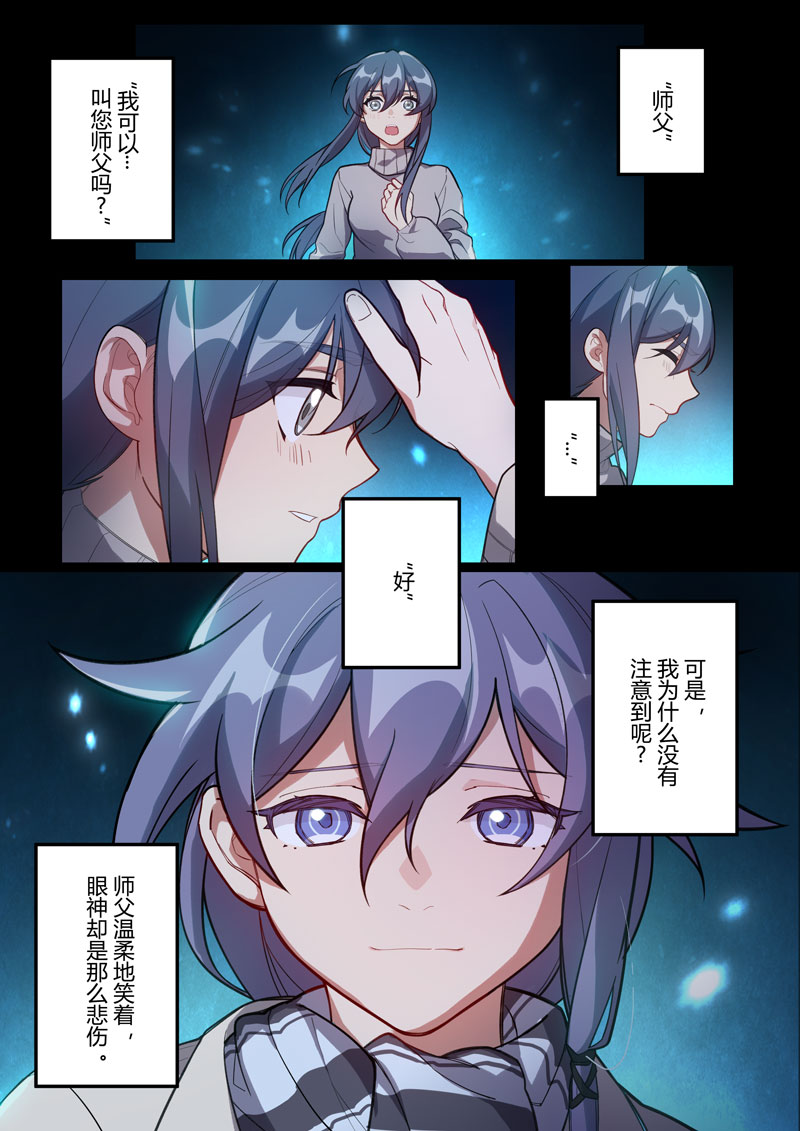 “师父”
“我可以…
叫您师父吗？”
“…”
“好”
可是，
我为什么没有
注意到呢？
师父温柔地笑着，
眼神却是那么悲伤。